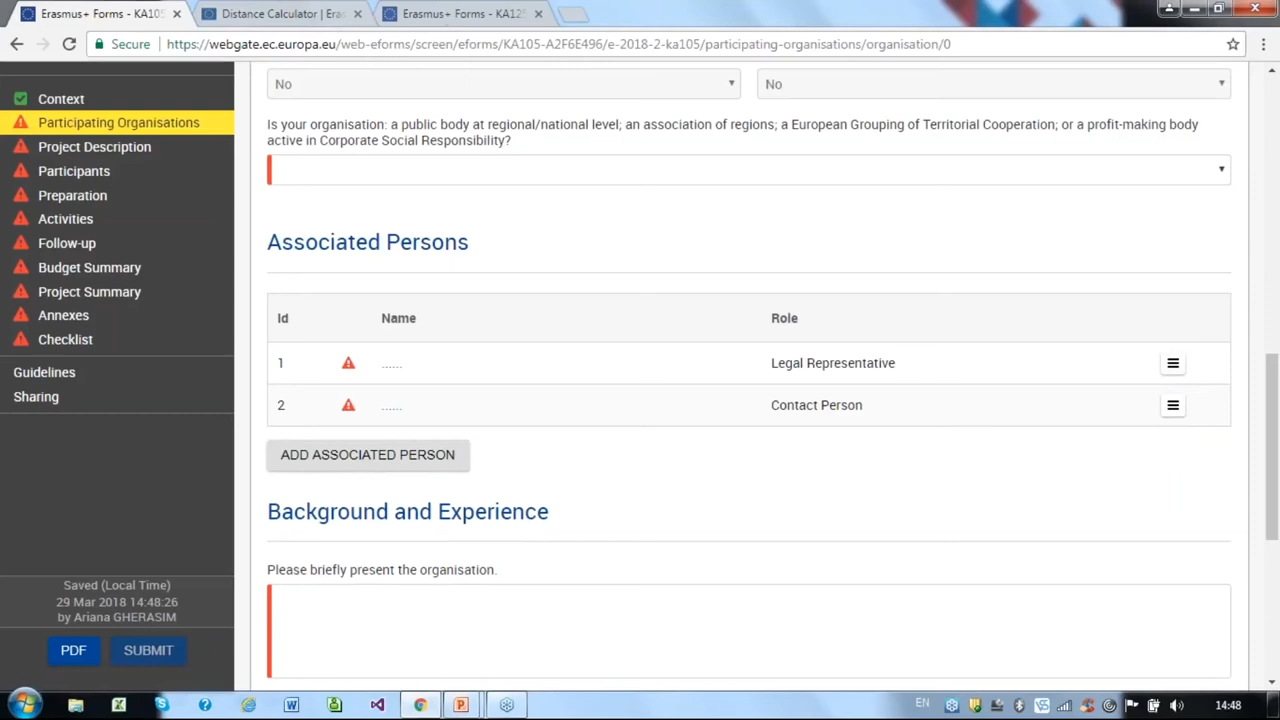 Erasmus+ Forms - KA105
Distance Calculator | Era
Erasmus+ Forms - KA12
Secure
https://webgate.ec.europa.eu/web-eforms/screen/eforms/KA105-A2F6E496/e-2018-2-ka105/participating-organisations/organisation/0
Context
Participating Organisations
Project Description
Participants
Preparation
Activities
Follow-up
Budget Summary
Project Summary
Annexes
Checklist
Guidelines
Sharing
Saved (Local Time)
29 Mar 2018 14:48:26
by Ariana GHERASIM
PDF SUBMIT
No No
Is your organisation: a public body at regional/national level; an association of regions; a European Grouping of Territorial Cooperation; or a profit-making body
active in Corporate Social Responsibility?
Associated Persons
Id Name Role
1 ...... Legal Representative
2 ...... Contact Person
ADD ASSOCIATED PERSON
Background and Experience
Please briefly present the organisation.
EN 14:48